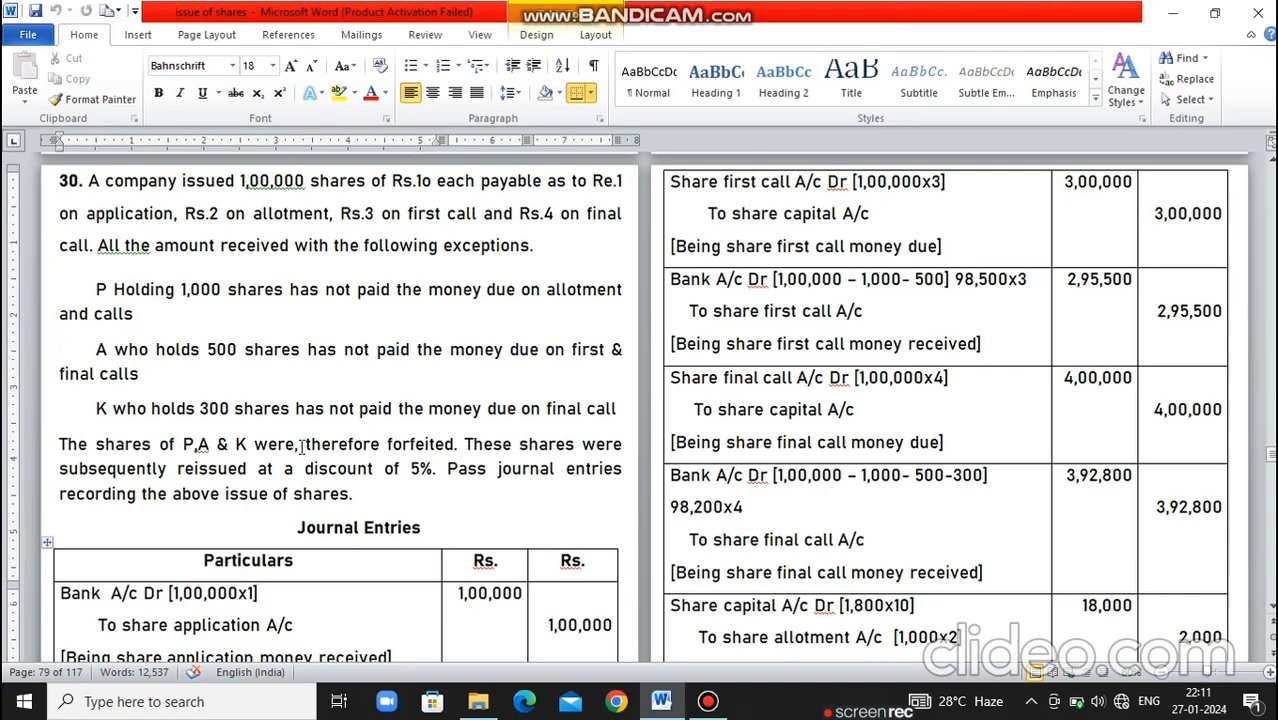 issue of shares - Microsoft Word (Product Activation Failed)
www.BANDICAM.com
File Home Insert Page Layout References Mailings Review View Design Layout
Cut
Copy
Paste
Format Painter
Clipboard
Bahnschrift 18
Font
Paragraph
AaBbCcDc AaBbCc AaBbCc AaB AaBbCc. AaBbCcDc AaBbCcDc
¶ Normal Heading 1 Heading 2 Title Subtitle Subtle Em... Emphasis
Change Styles
Styles
Find
Replace
Select
Editing
30. A company issued 1,00,000 shares of Rs.1o each payable as to Re.1
on application, Rs.2 on allotment, Rs.3 on first call and Rs.4 on final
call. All the amount received with the following exceptions.
P Holding 1,000 shares has not paid the money due on allotment
and calls
A who holds 500 shares has not paid the money due on first &
final calls
K who holds 300 shares has not paid the money due on final call
The shares of P,A & K were, therefore forfeited. These shares were
subsequently reissued at a discount of 5%. Pass journal entries
recording the above issue of shares.
Journal Entries
Particulars Rs. Rs.
Bank A/c Dr [1,00,000x1] 1,00,000
To share application A/c 1,00,000
[Being share application money received]
Share first call A/c Dr [1,00,000x3] 3,00,000
To share capital A/c 3,00,000
[Being share first call money due]
Bank A/c Dr [1,00,000 – 1,000- 500] 98,500x3 2,95,500
To share first call A/c 2,95,500
[Being share first call money received]
Share final call A/c Dr [1,00,000x4] 4,00,000
To share capital A/c 4,00,000
[Being share final call money due]
Bank A/c Dr [1,00,000 – 1,000- 500-300] 3,92,800
98,200x4 3,92,800
To share final call A/c
[Being share final call money received]
Share capital A/c Dr [1,800x10] 18,000
To share allotment A/c [1,000x2] 2,000
clideo.com
Page: 79 of 117 Words: 12,537 English (India)
Type here to search
screen rec
28°C Haze
ENG
22:11
27-01-2024